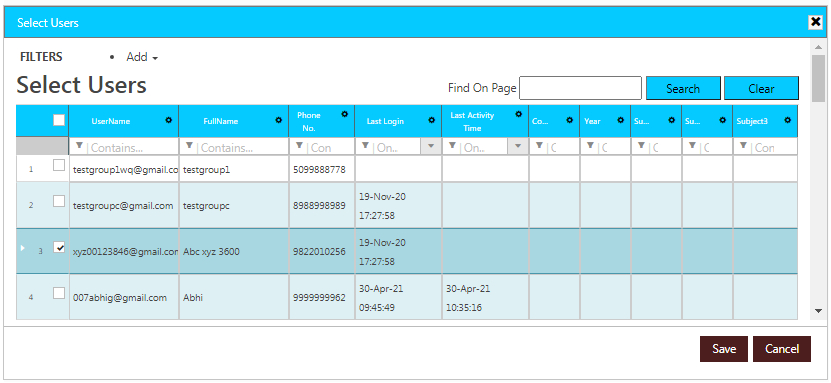 Select Users
FILTERS • Add
Select Users
Find On Page Search Clear
UserName FullName Phone No. Last Login Last Activity Time Co... Year Su... Su... Subject3
Contains... Contains... Con On.. On.. C C C C Con
1 testgroup1wq@gmail.co testgroup1 5099888778
2 testgroupc@gmail.com testgroupc 8988998989 19-Nov-20 17:27:58
3 xyz00123846@gmail.com Abc xyz 3600 9822010256 19-Nov-20 17:27:58
4 007abhig@gmail.com Abhi 9999999962 30-Apr-21 09:45:49 30-Apr-21 10:35:16
Save Cancel